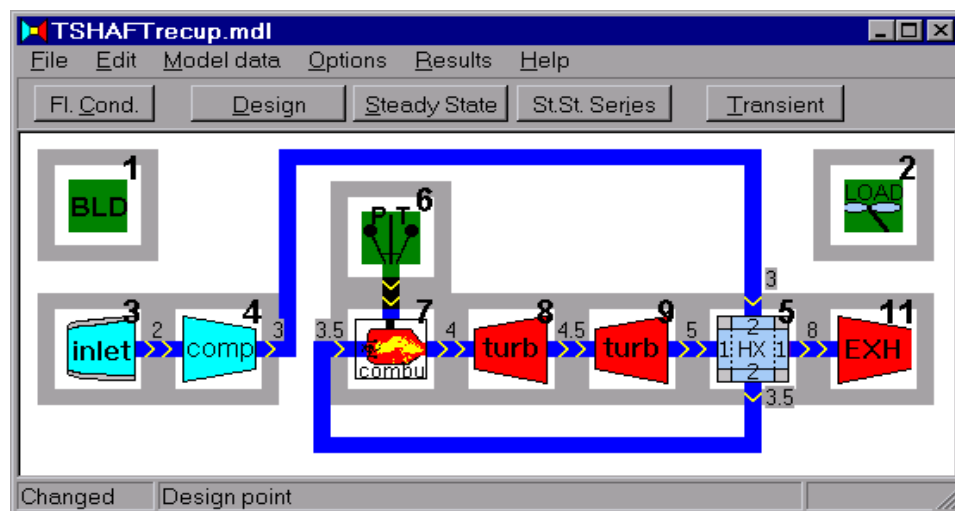 TSHAFTrecup.mdl
File Edit Model data Options Results Help
Fl. Cond. Design Steady State St.St. Series Transient
1 2
BLD LOAD
6
P T
3
3 4 7 8 9 5 11
2 3 3.5 4 4.5 5 2 8
inlet comp turb turb 1 HX 1 EXH
combu 2
3.5
Changed Design point